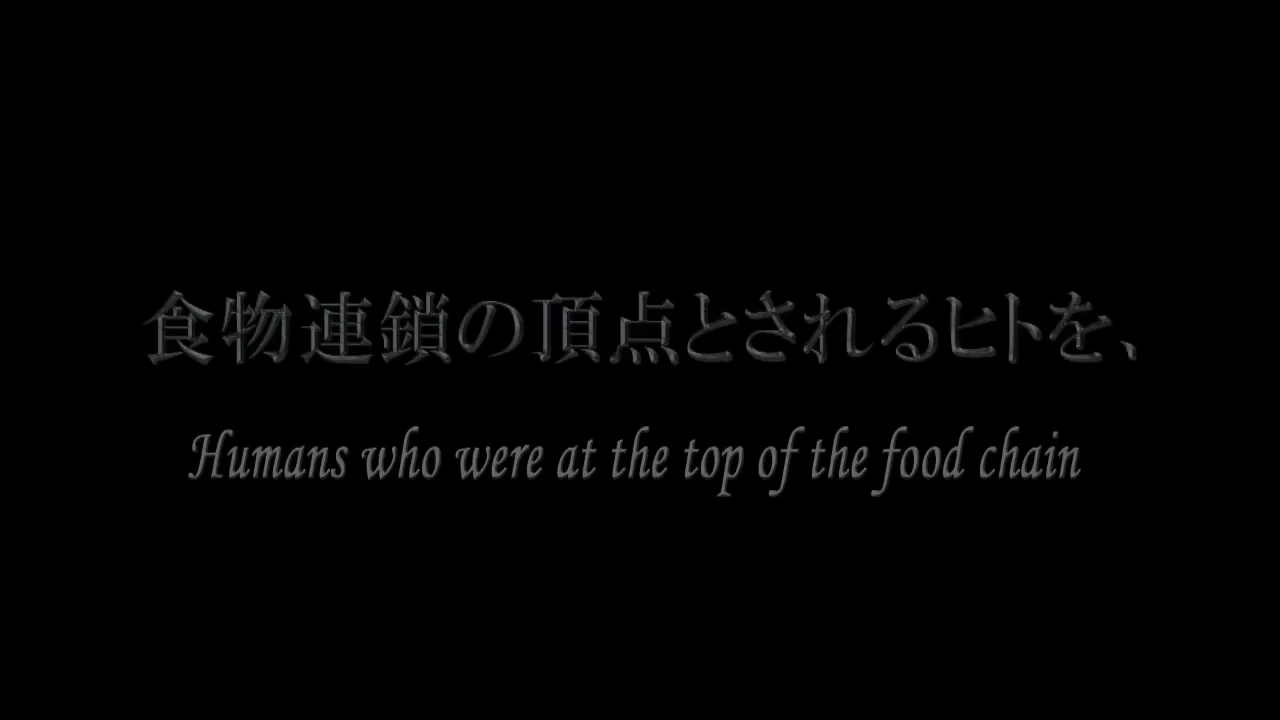 食物連鎖の頂点とされるヒトを、
Humans who were at the top of the food chain